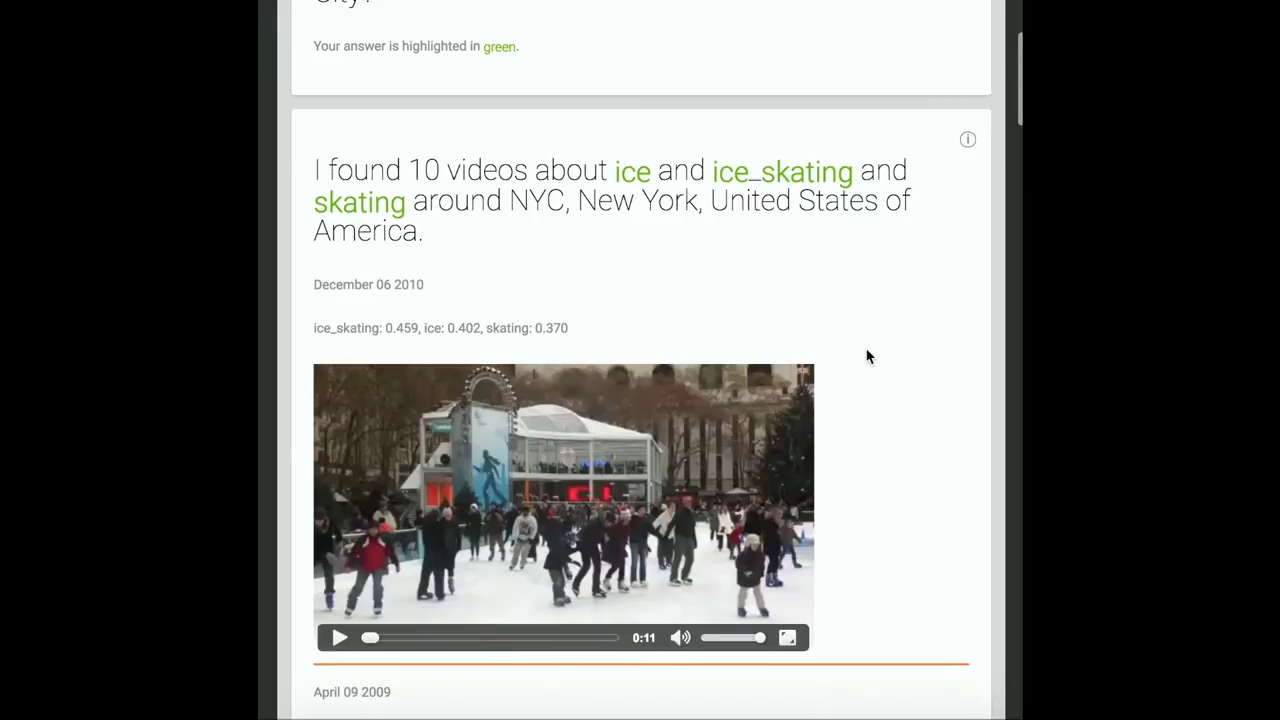 Your answer is highlighted in green.
I found 10 videos about ice and ice_skating and
skating around NYC, New York, United States of
America.
December 06 2010
ice_skating: 0.459, ice: 0.402, skating: 0.370
0:11
April 09 2009